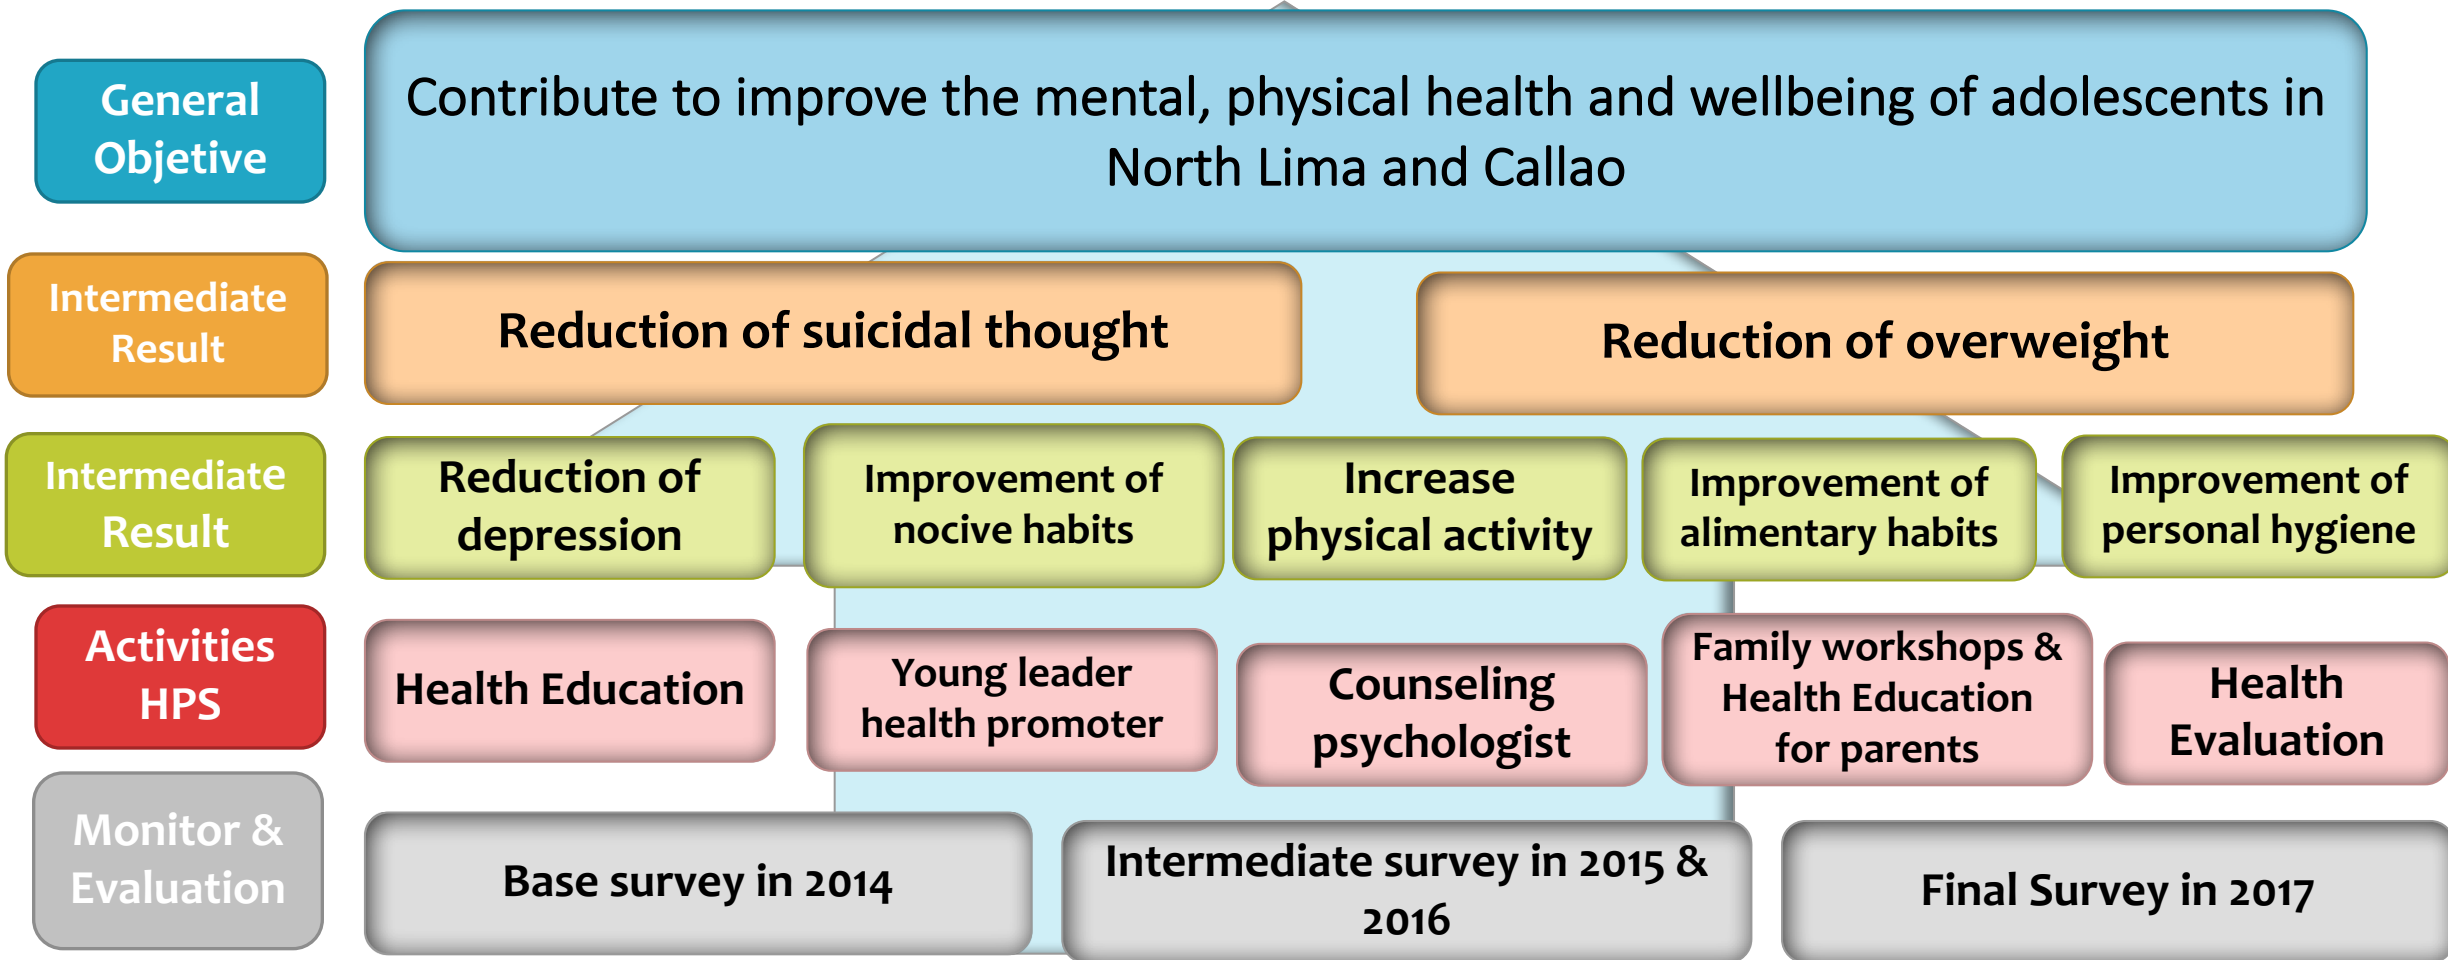 General
Objetive
Contribute to improve the mental, physical health and wellbeing of adolescents in
North Lima and Callao
Intermediate
Result
Reduction of suicidal thought
Reduction of overweight
Intermediate
Result
Reduction of
depression
Improvement of
nocive habits
Increase
physical activity
Improvement of
alimentary habits
Improvement of
personal hygiene
Activities
HPS
Health Education
Young leader
health promoter
Counseling
psychologist
Family workshops &
Health Education
for parents
Health
Evaluation
Monitor &
Evaluation
Base survey in 2014
Intermediate survey in 2015 &
2016
Final Survey in 2017